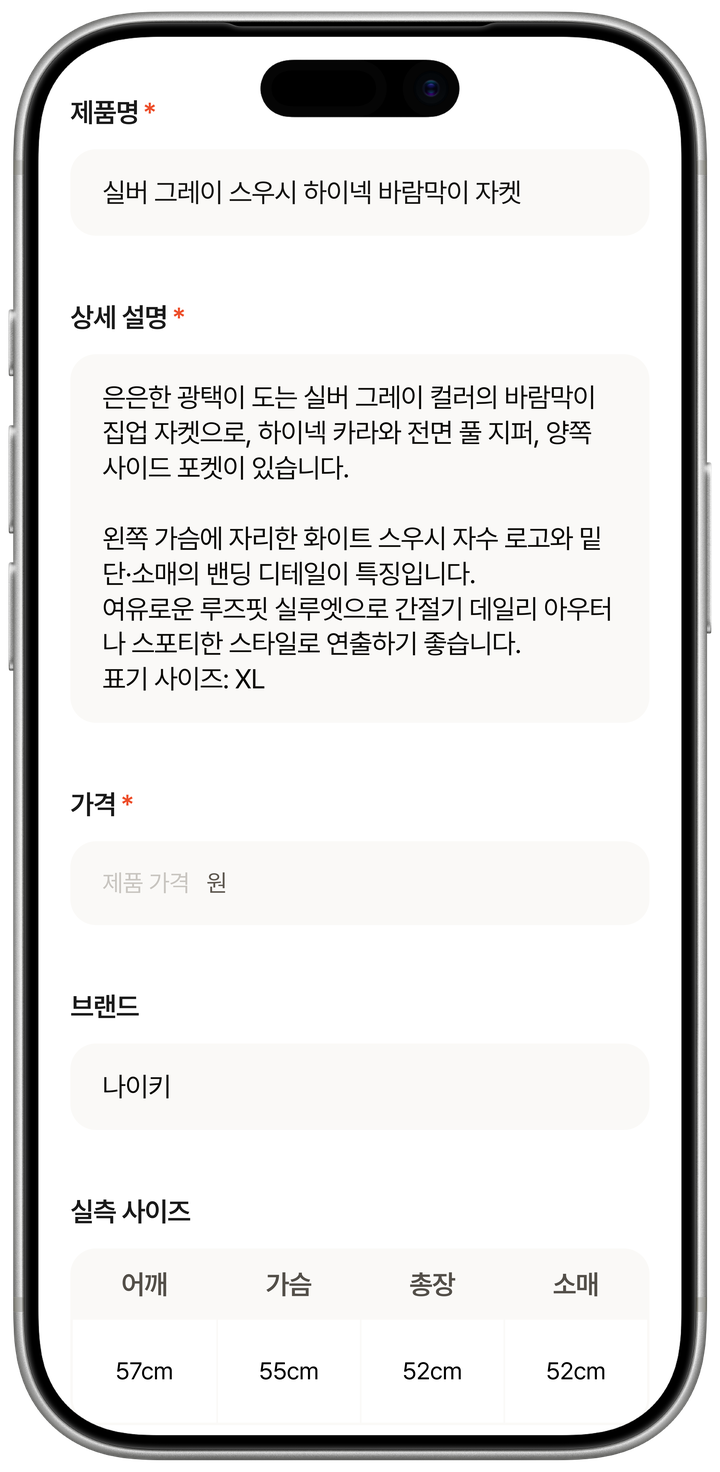 제품명 *
실버 그레이 스우시 하이넥 바람막이 자켓
상세 설명 *
은은한 광택이 도는 실버 그레이 컬러의 바람막이
집업 자켓으로, 하이넥 카라와 전면 풀 지퍼, 양쪽
사이드 포켓이 있습니다.
왼쪽 가슴에 자리한 화이트 스우시 자수 로고와 밑
단·소매의 밴딩 디테일이 특징입니다.
여유로운 루즈핏 실루엣으로 간절기 데일리 아우터
나 스포티한 스타일로 연출하기 좋습니다.
표기 사이즈: XL
가격 *
제품 가격 원
브랜드
나이키
실측 사이즈
어깨 가슴 총장 소매
57cm 55cm 52cm 52cm